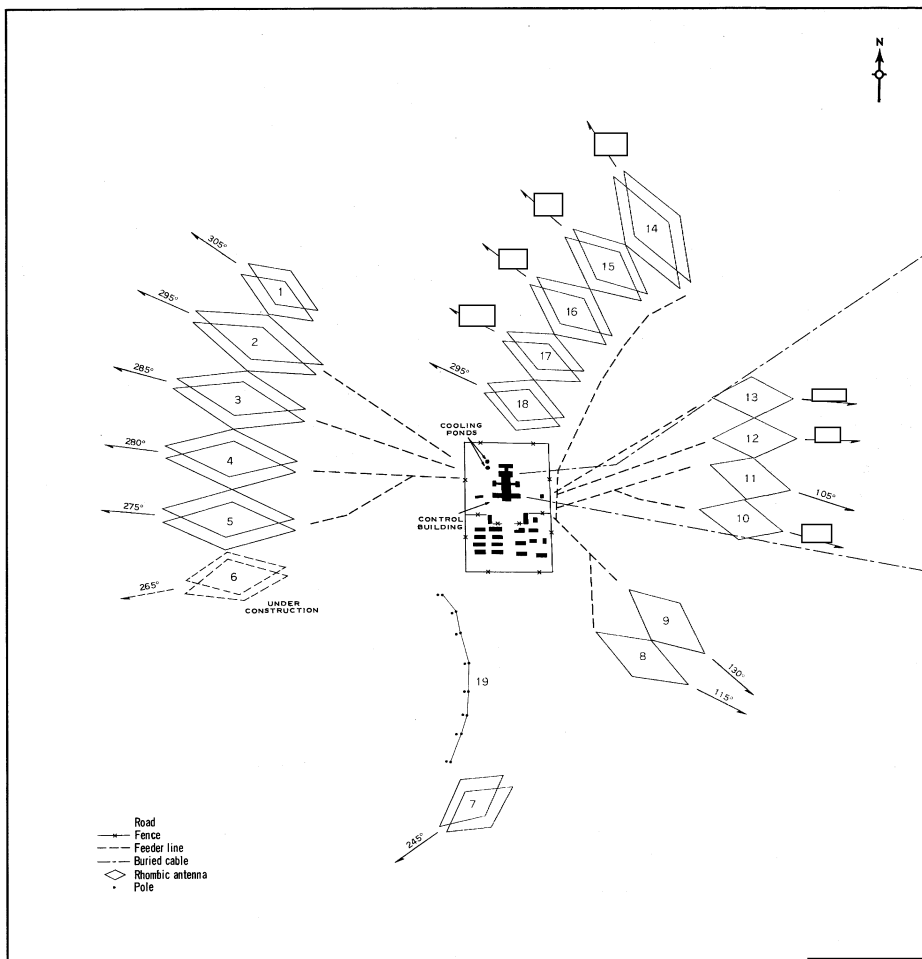 N
14
305°
15
1
16
295°
2
17
285°
295°
3
18
13
COOLING
PONDS
280°
4
12
11
105°
275°
5
CONTROL
BUILDING
10
265°
6
UNDER
CONSTRUCTION
9
8
130°
115°
19
7
245°
Road
Fence
Feeder line
Buried cable
Rhombic antenna
Pole